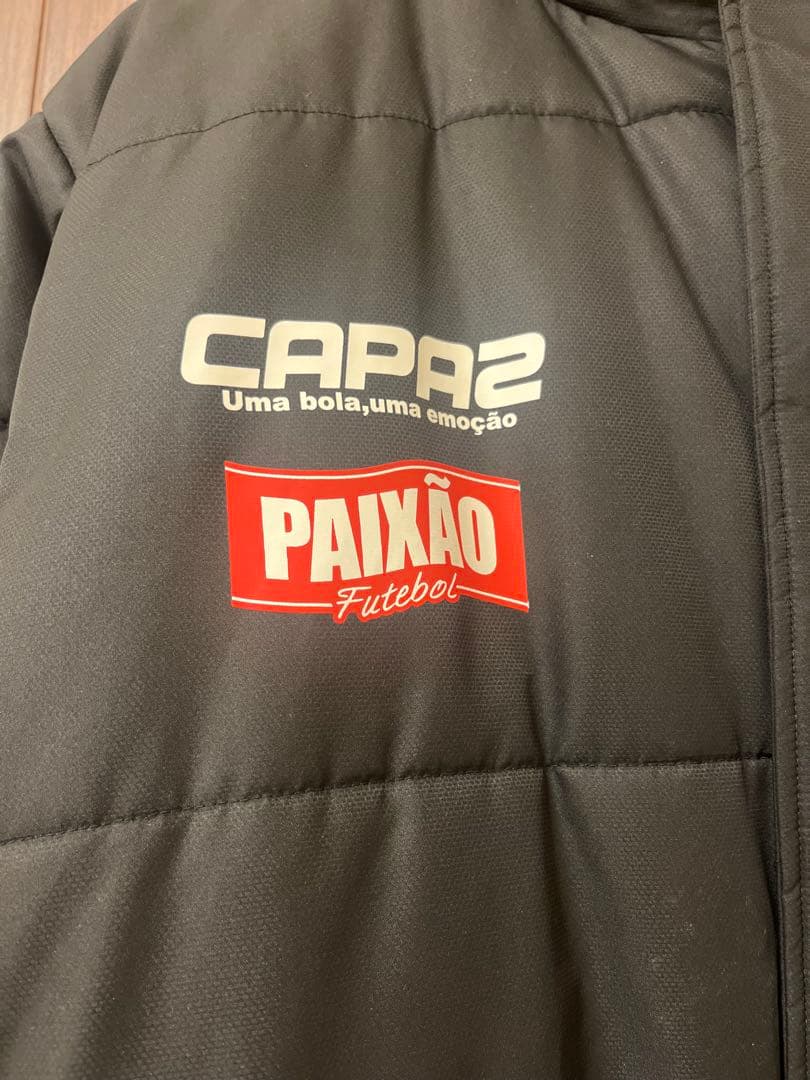 CAPAZ
Uma bola,uma emoção
PAIXÃO
Futebol